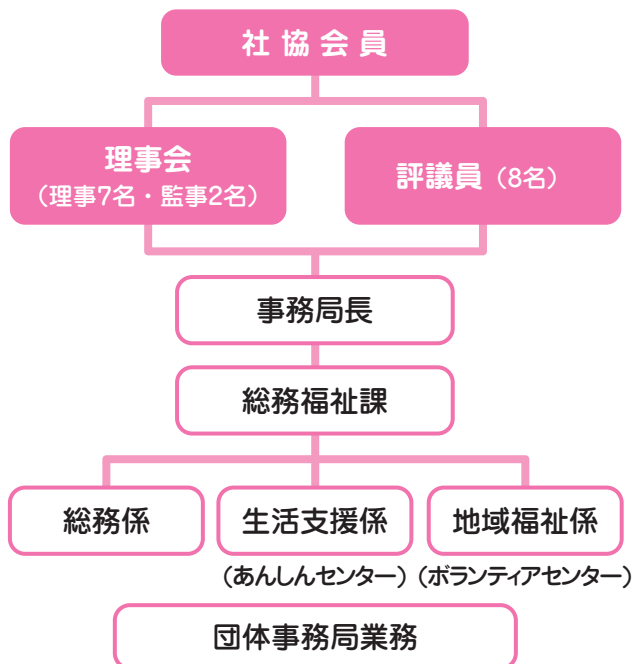 社協会員
理事会
（理事7名・監事2名）
評議員（8名）
事務局長
総務福祉課
総務係
生活支援係
地域福祉係
（あんしんセンター）（ボランティアセンター）
団体事務局業務